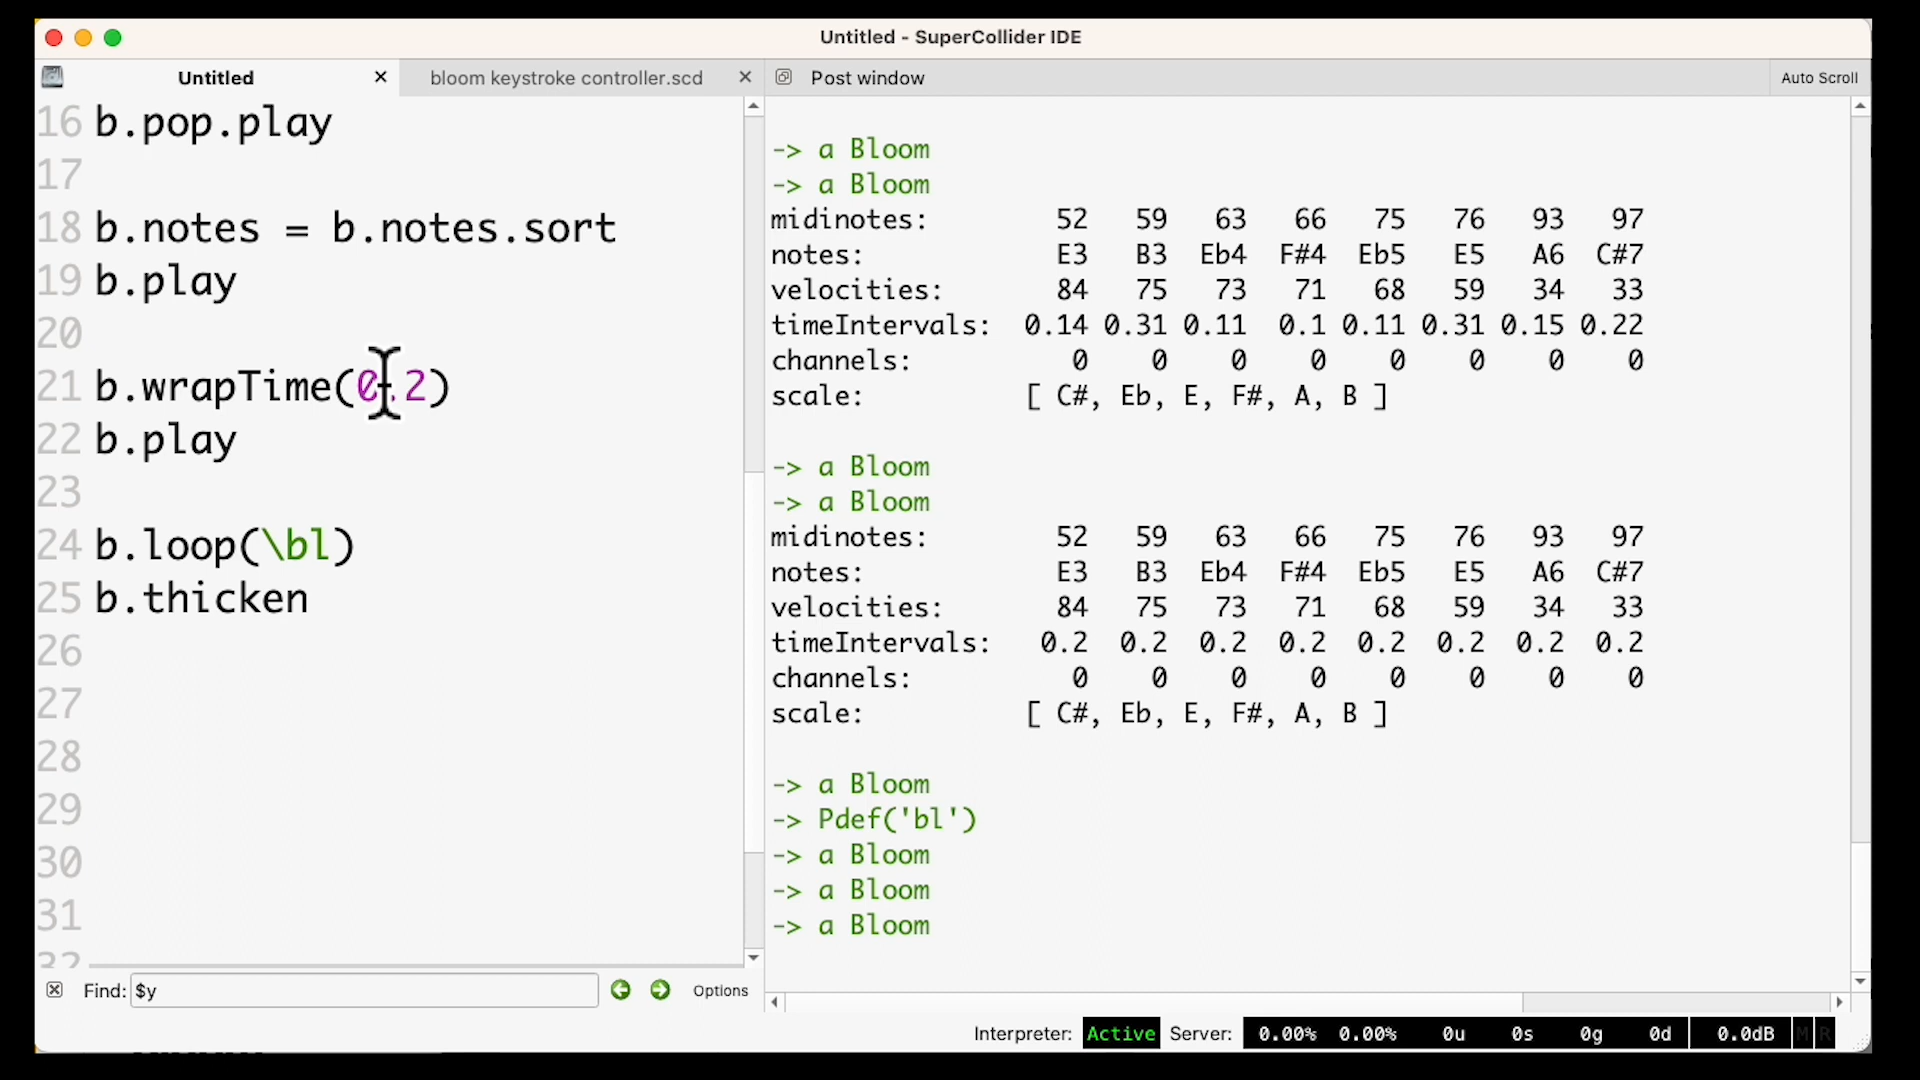 Untitled - SuperCollider IDE
Untitled bloom keystroke controller.scd Post window Auto Scroll
16 b.pop.play
17
18 b.notes = b.notes.sort
19 b.play
20
21 b.wrapTime(0.2)
22 b.play
23
24 b.loop(\bl)
25 b.thicken
26
27
28
29
30
31
32
-> a Bloom
-> a Bloom
midinotes: 52 59 63 66 75 76 93 97
notes: E3 B3 Eb4 F#4 Eb5 E5 A6 C#7
velocities: 84 75 73 71 68 59 34 33
timeIntervals: 0.14 0.31 0.11 0.1 0.11 0.31 0.15 0.22
channels: 0 0 0 0 0 0 0 0
scale: [ C#, Eb, E, F#, A, B ]
-> a Bloom
-> a Bloom
midinotes: 52 59 63 66 75 76 93 97
notes: E3 B3 Eb4 F#4 Eb5 E5 A6 C#7
velocities: 84 75 73 71 68 59 34 33
timeIntervals: 0.2 0.2 0.2 0.2 0.2 0.2 0.2 0.2
channels: 0 0 0 0 0 0 0 0
scale: [ C#, Eb, E, F#, A, B ]
-> a Bloom
-> Pdef('bl')
-> a Bloom
-> a Bloom
-> a Bloom
Find: $y Options
Interpreter: Active Server: 0.00% 0.00% 0u 0s 0g 0d 0.0dB M R